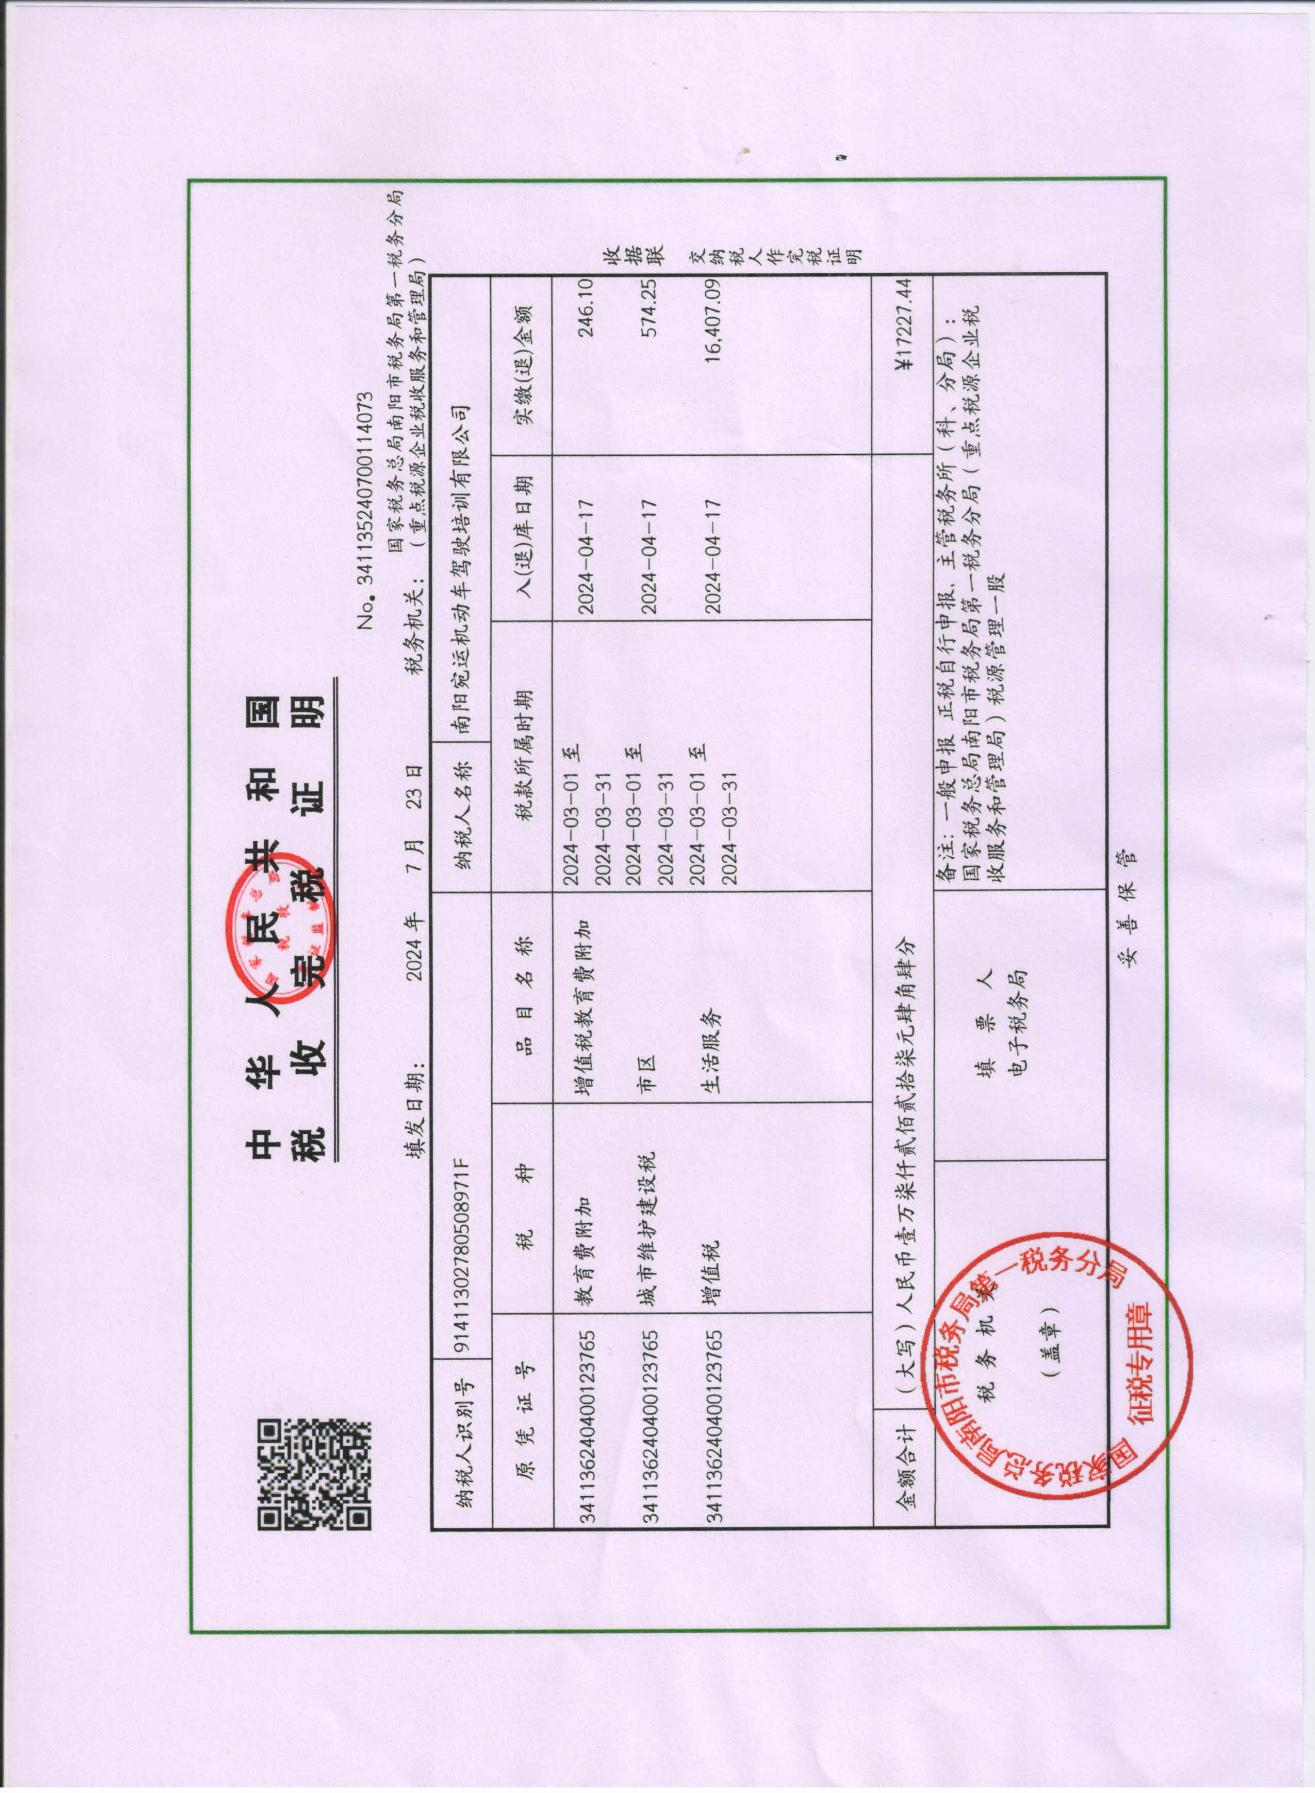 中华人民共和国
税收完税证明
No. 341135240700114073
填发日期： 2024 年 7 月 23 日 税务机关： 国家税务总局南阳市税务局第一税务分局
（重点税源企业税收服务和管理局）
纳税人识别号 91411302780508971F 纳税人名称 南阳宛运机动车驾驶培训有限公司
原凭证号 税种 品目名称 税款所属时期 入(退)库日期 实缴(退)金额
341136240400123765 教育费附加 增值税教育费附加 2024-03-01 至 2024-04-17 246.10
2024-03-31
341136240400123765 城市维护建设税 市区 2024-03-01 至 2024-04-17 574.25
2024-03-31
341136240400123765 增值税 生活服务 2024-03-01 至 2024-04-17 16,407.09
2024-03-31
金额合计 （大写）人民币壹万柒仟贰佰贰拾柒元肆角肆分 ¥17227.44
税务机关
（盖章）
填票人
电子税务局
备注：一般申报 正税自行申报、主管税务所（科、分局）：
国家税务总局南阳市税务局第一税务分局（重点税源企业税
收服务和管理局）税源管理一股
收据联
交纳税人作完税证明
妥善保管
国家税务总局南阳市税务局第一税务分局
征税专用章